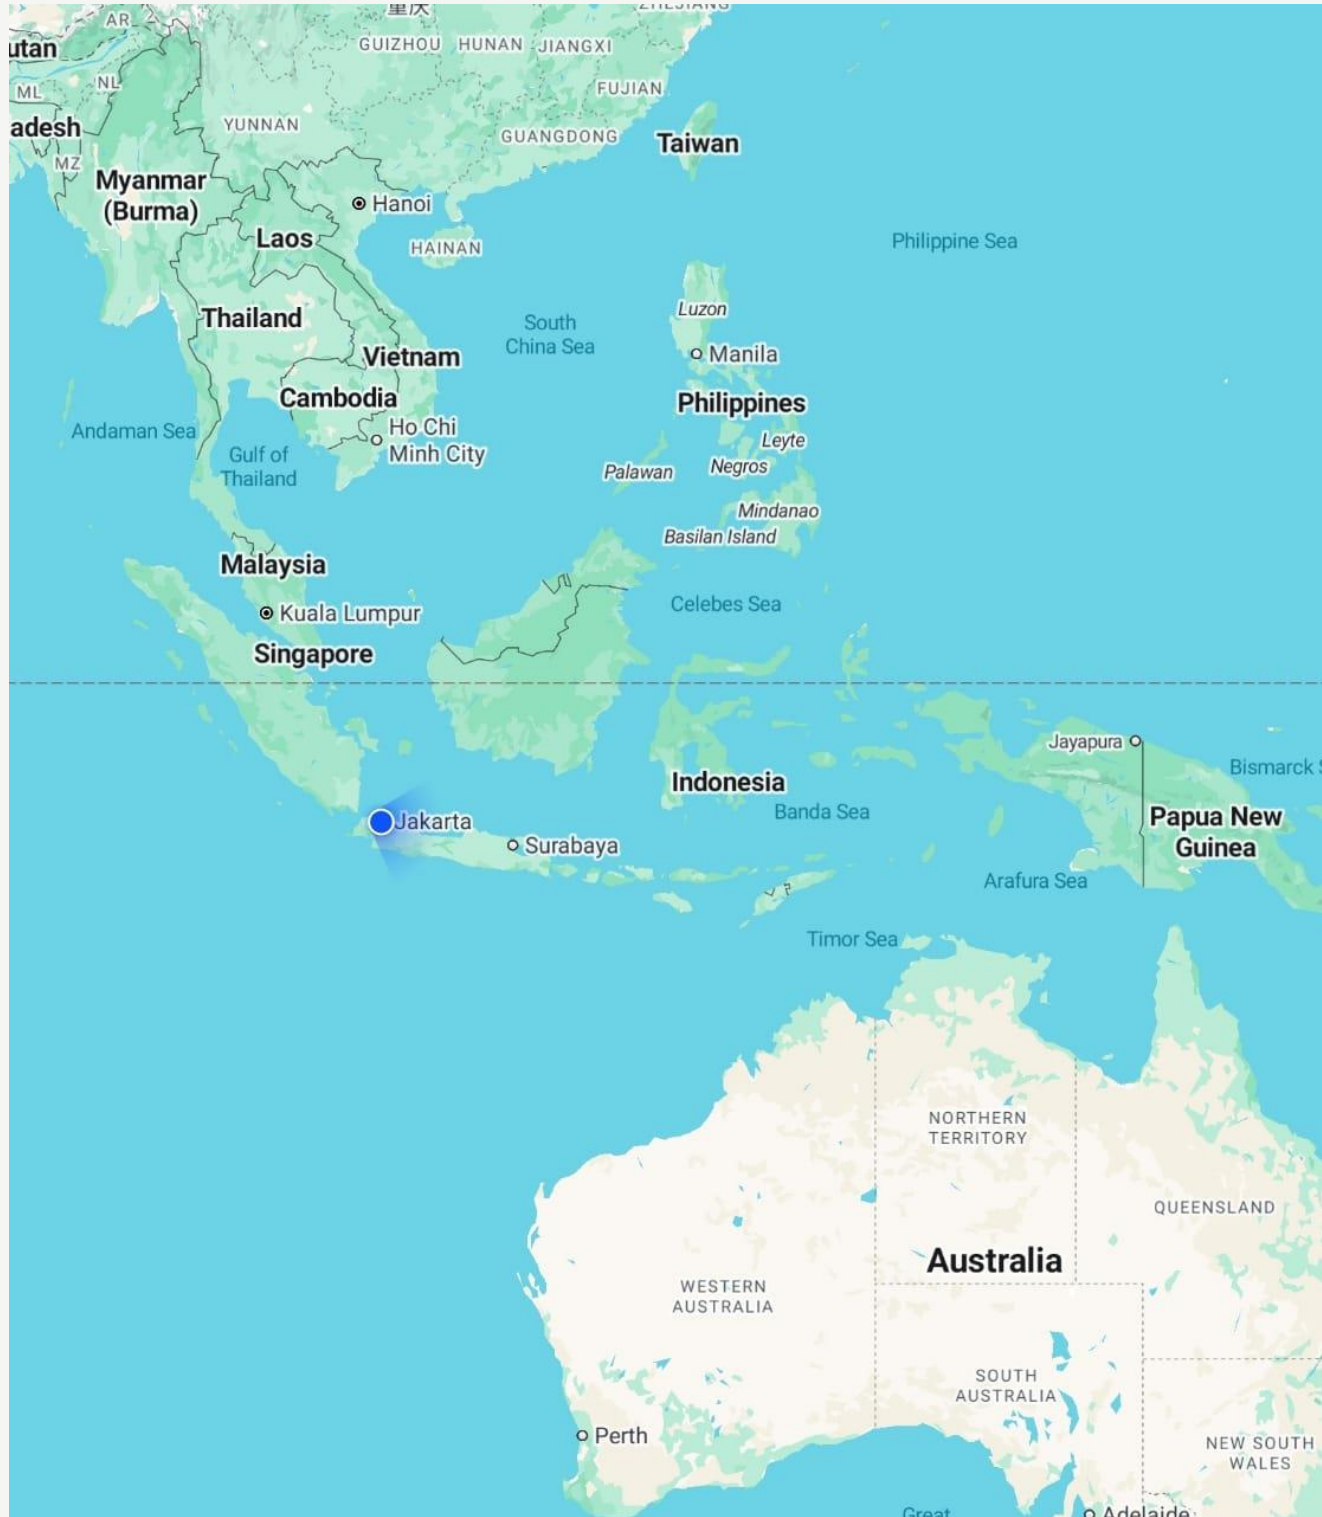 重庆
ZHEJIANG
AR
utan
GUIZHOU
HUNAN
JIANGXI
ML
NL
FUJIAN
adesh
YUNNAN
GUANGDONG
Taiwan
MZ
Myanmar
(Burma)
Hanoi
Laos
HAINAN
Philippine Sea
Luzon
Thailand
South
China Sea
Vietnam
Manila
Cambodia
Philippines
Andaman Sea
Ho Chi
Minh City
Gulf of
Thailand
Leyte
Palawan
Negros
Mindanao
Basilan Island
Malaysia
Celebes Sea
Kuala Lumpur
Singapore
Jayapura
Bismarck S
Indonesia
Banda Sea
Papua New
Guinea
Jakarta
Surabaya
Arafura Sea
Timor Sea
NORTHERN
TERRITORY
QUEENSLAND
Australia
WESTERN
AUSTRALIA
SOUTH
AUSTRALIA
Perth
NEW SOUTH
WALES
Great
Adelaide